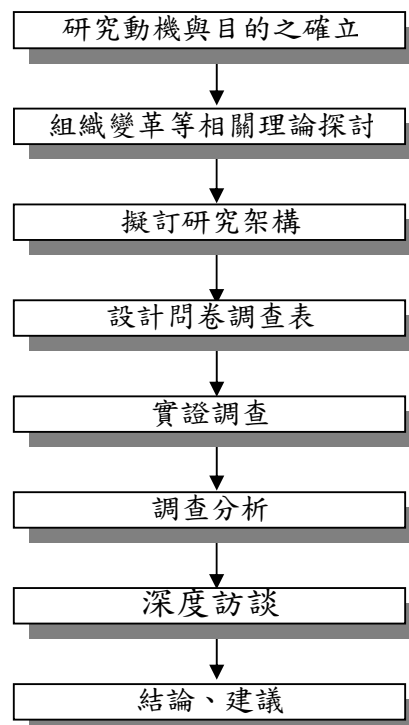 研究動機與目的之確立
組織變革等相關理論探討
擬訂研究架構
設計問卷調查表
實證調查
調查分析
深度訪談
結論、建議